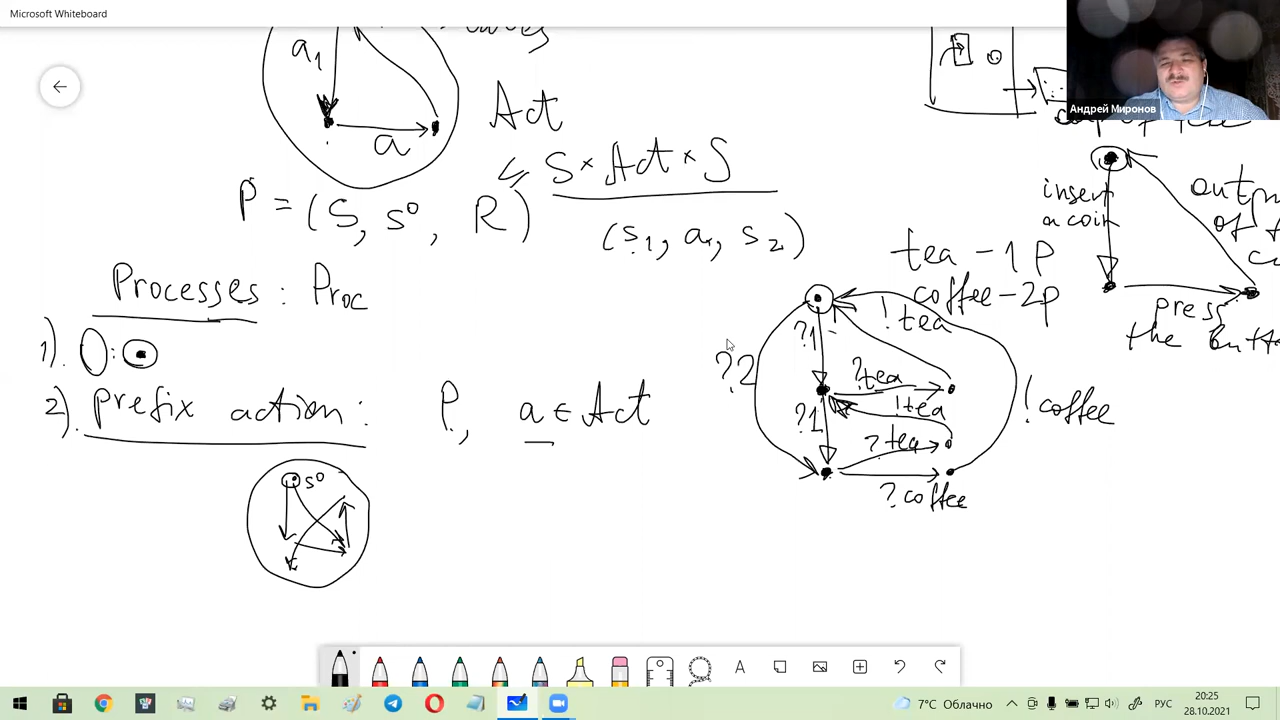 Microsoft Whiteboard
a₁
Act
a
⊆ S × Act × S
P = (S, s⁰, R)
(s₁, a, s₂)
Андрей Миронов
Processes : Proc
1). 0:
2). prefix action : P, a ∈ Act
s⁰
tea – 1 p
coffee – 2p
!tea
?1
?2
?tea
!tea
?1
?tea
?coffee
!coffee
insert
a coin
of
press
the
7°C Облачно
РУС
20:25
28.10.2021